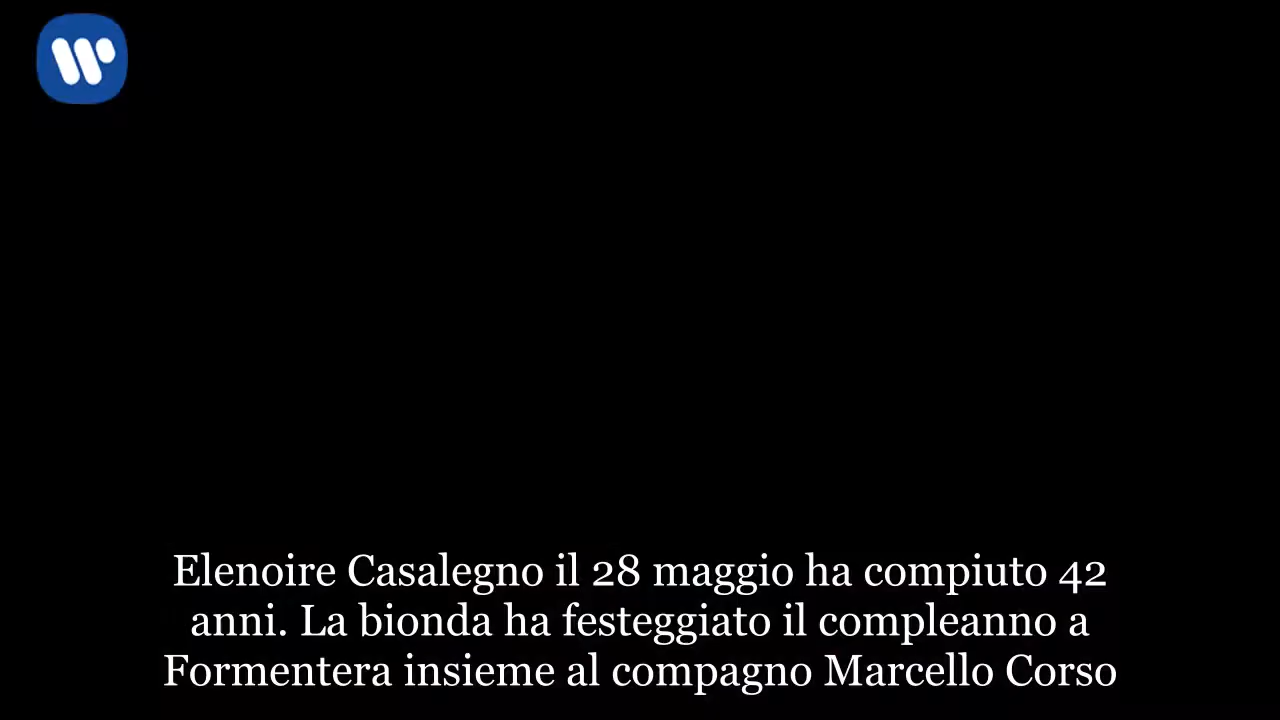 Elenoire Casalegno il 28 maggio ha compiuto 42
anni. La bionda ha festeggiato il compleanno a
Formentera insieme al compagno Marcello Corso